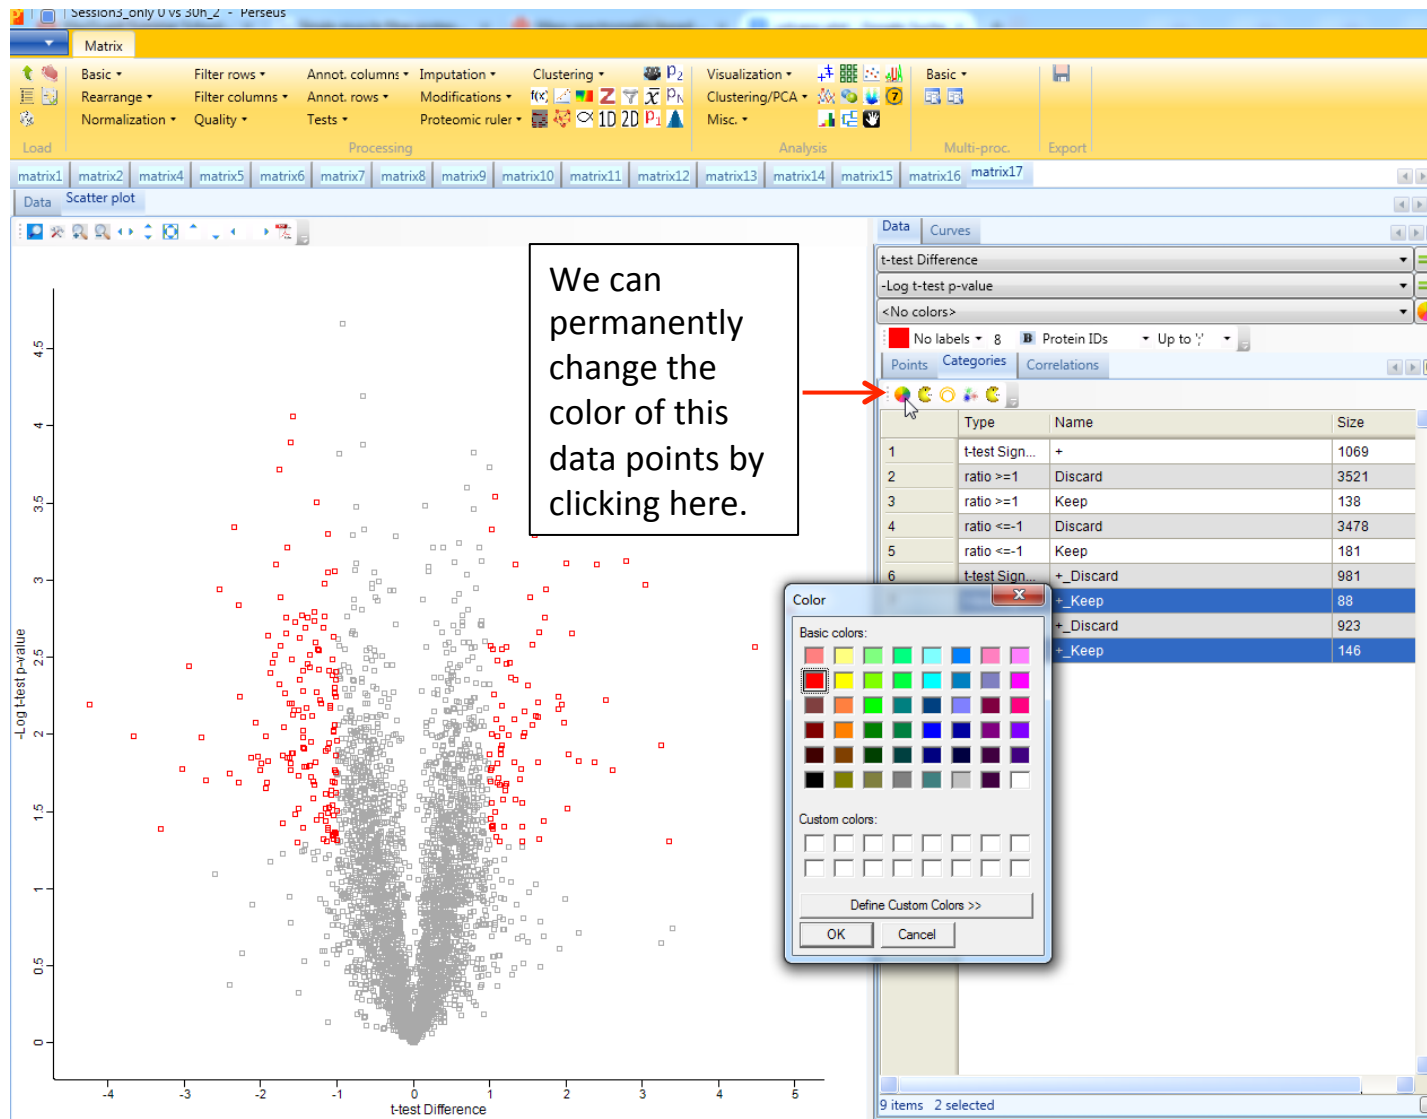 Session3_only 0 vs 30h_2 - Perseus
Matrix
Basic
Filter rows
Annot. columns
Imputation
Clustering
p2
Visualization
Basic
Rearrange
Filter columns
Annot. rows
Modifications
f(x)
Z
x̅
pN
Clustering/PCA
7
Normalization
Quality
Tests
Proteomic ruler
1D 2D p1
Misc.
Load
Processing
Analysis
Multi-proc.
Export
matrix1 matrix2 matrix4 matrix5 matrix6 matrix7 matrix8 matrix9 matrix10 matrix11 matrix12 matrix13 matrix14 matrix15 matrix16 matrix17
Data Scatter plot
Data Curves
t-test Difference
-Log t-test p-value
<No colors>
No labels 8 B Protein IDs Up to ';'
Points Categories Correlations
Type Name Size
1 t-test Sign... + 1069
2 ratio >=1 Discard 3521
3 ratio >=1 Keep 138
4 ratio <=-1 Discard 3478
5 ratio <=-1 Keep 181
6 t-test Sign... +_Discard 981
+_Keep 88
+_Discard 923
+_Keep 146
We can
permanently
change the
color of this
data points by
clicking here.
Color
Basic colors:
Custom colors:
Define Custom Colors >>
OK Cancel
-Log t-test p-value
4.5
4
3.5
3
2.5
2
1.5
1
0.5
0
-4 -3 -2 -1 0 1 2 3 4 5
t-test Difference
9 items 2 selected